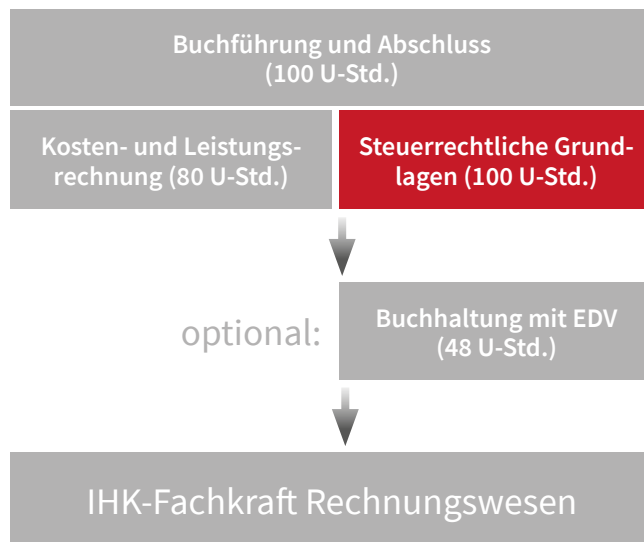 Buchführung und Abschluss
(100 U-Std.)
Kosten- und Leistungs-
rechnung (80 U-Std.)
Steuerrechtliche Grund-
lagen (100 U-Std.)
optional:
Buchhaltung mit EDV
(48 U-Std.)
IHK-Fachkraft Rechnungswesen